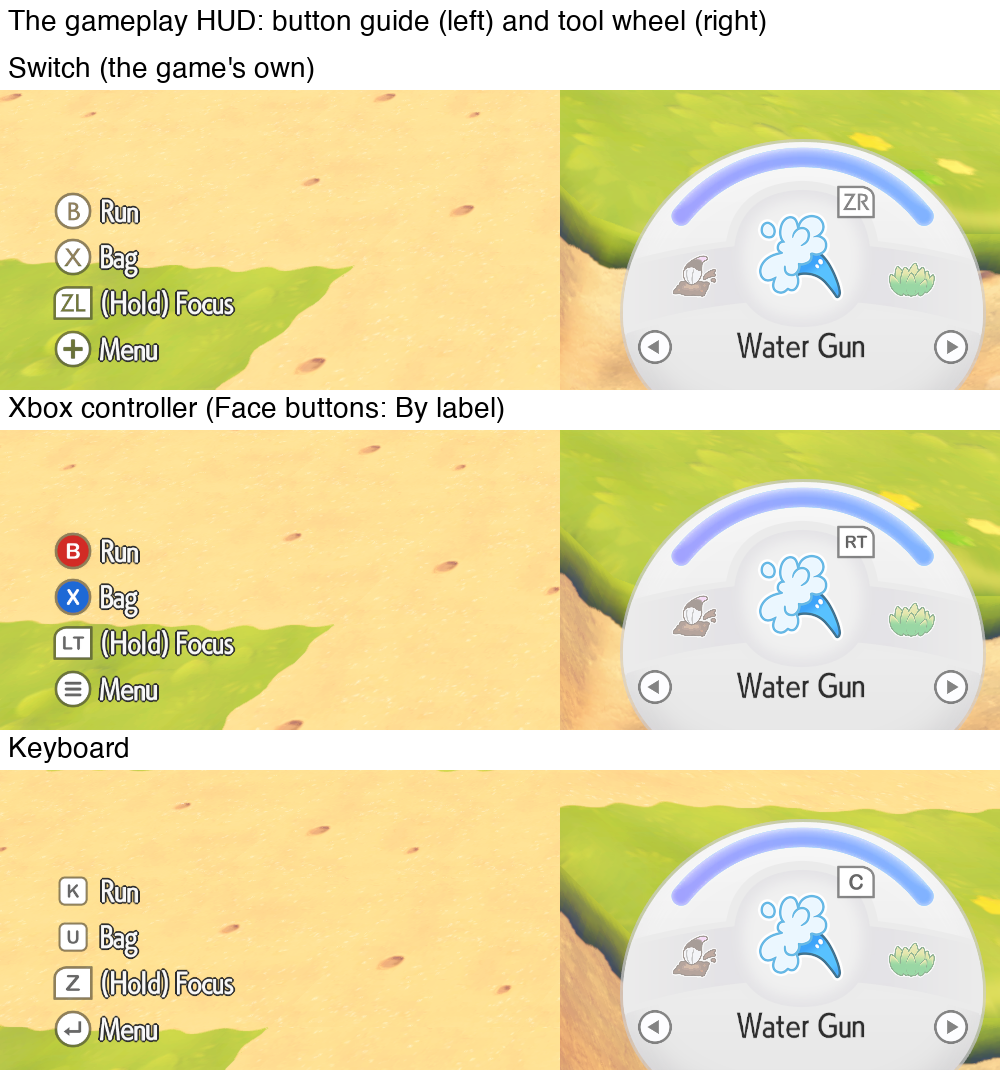 The gameplay HUD: button guide (left) and tool wheel (right)
Switch (the game's own)
B Run
X Bag
ZL (Hold) Focus
Menu
ZR
Water Gun
Xbox controller (Face buttons: By label)
B Run
X Bag
LT (Hold) Focus
Menu
RT
Water Gun
Keyboard
K Run
U Bag
Z (Hold) Focus
Menu
C
Water Gun